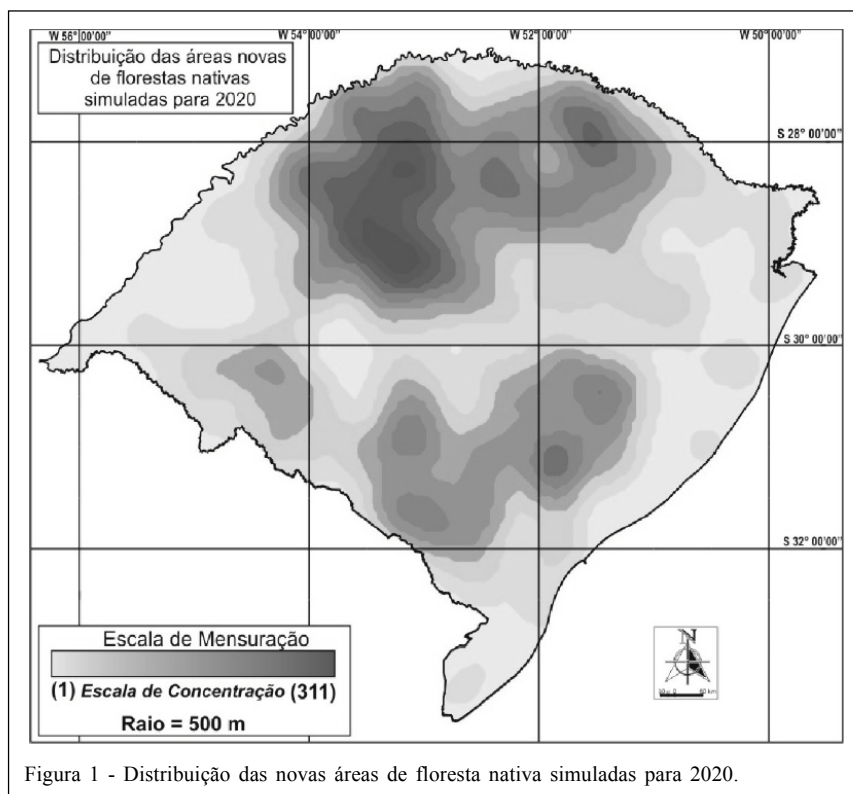 W 56°00'00"
W 54°00'00"
W 52°00'00"
W 50°00'00"
Distribuição das áreas novas
de florestas nativas
simuladas para 2020
S 28° 00'00"
S 30° 00'00"
S 32° 00'00"
Escala de Mensuração
(1) Escala de Concentração (311)
Raio = 500 m
N
Figura 1 - Distribuição das novas áreas de floresta nativa simuladas para 2020.